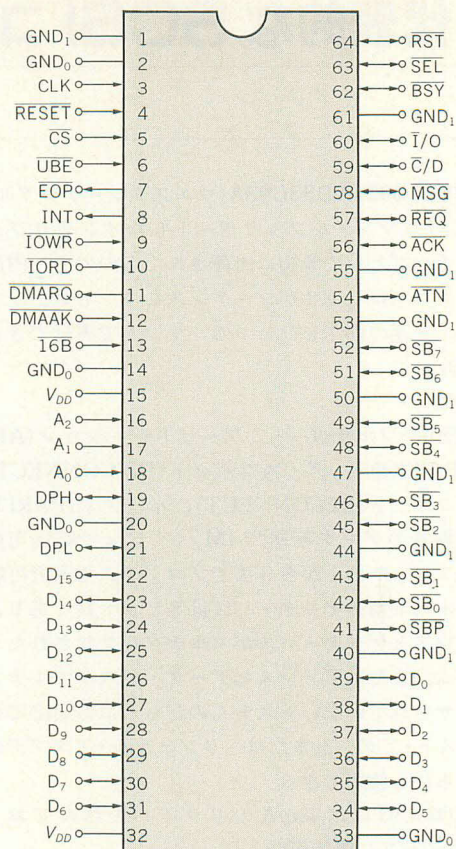 GND₁ 1 64 RST
GND₀ 2 63 SEL
CLK 3 62 BSY
RESET 4 61 GND₁
CS 5 60 I/O
UBE 6 59 C/D
EOP 7 58 MSG
INT 8 57 REQ
IOWR 9 56 ACK
IORD 10 55 GND₁
DMARQ 11 54 ATN
DMAAK 12 53 GND₁
16B 13 52 SB₇
GND₀ 14 51 SB₆
V_DD 15 50 GND₁
A₂ 16 49 SB₅
A₁ 17 48 SB₄
A₀ 18 47 GND₁
DPH 19 46 SB₃
GND₀ 20 45 SB₂
DPL 21 44 GND₁
D₁₅ 22 43 SB₁
D₁₄ 23 42 SB₀
D₁₃ 24 41 SBP
D₁₂ 25 40 GND₁
D₁₁ 26 39 D₀
D₁₀ 27 38 D₁
D₉ 28 37 D₂
D₈ 29 36 D₃
D₇ 30 35 D₄
D₆ 31 34 D₅
V_DD 32 33 GND₀